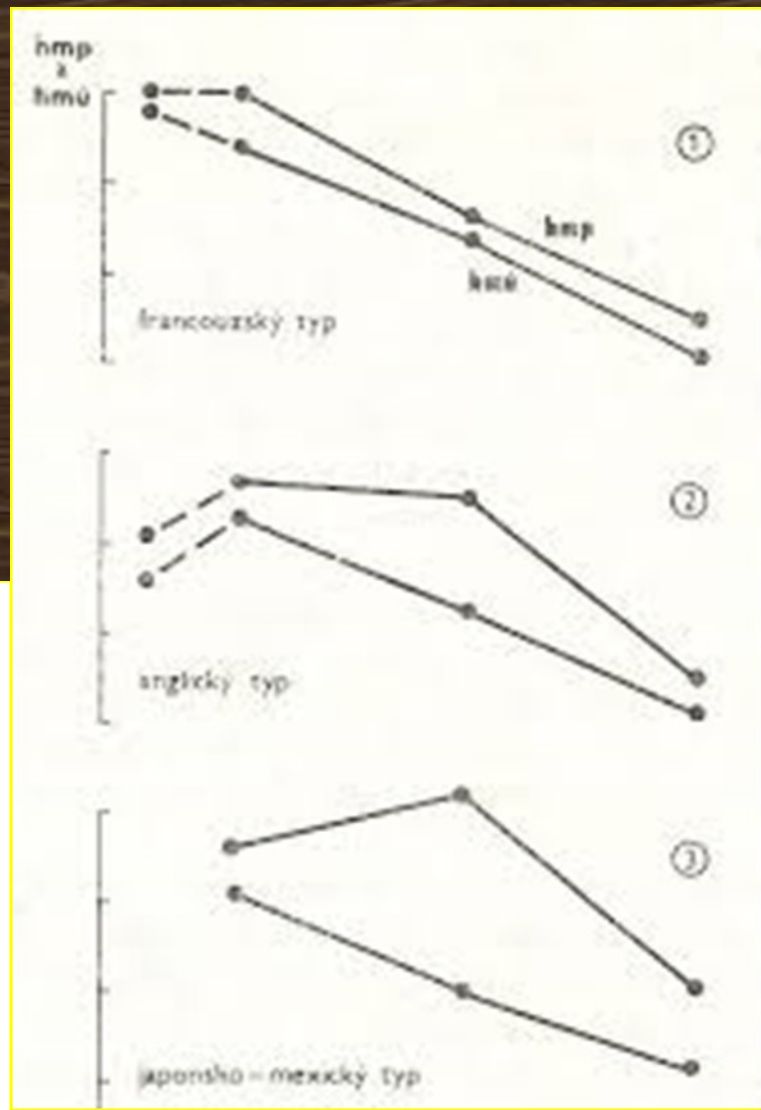 hmp
a
hmú
1
hmp
hmú
francouzský typ
2
anglický typ
3
japonsko-mexický typ